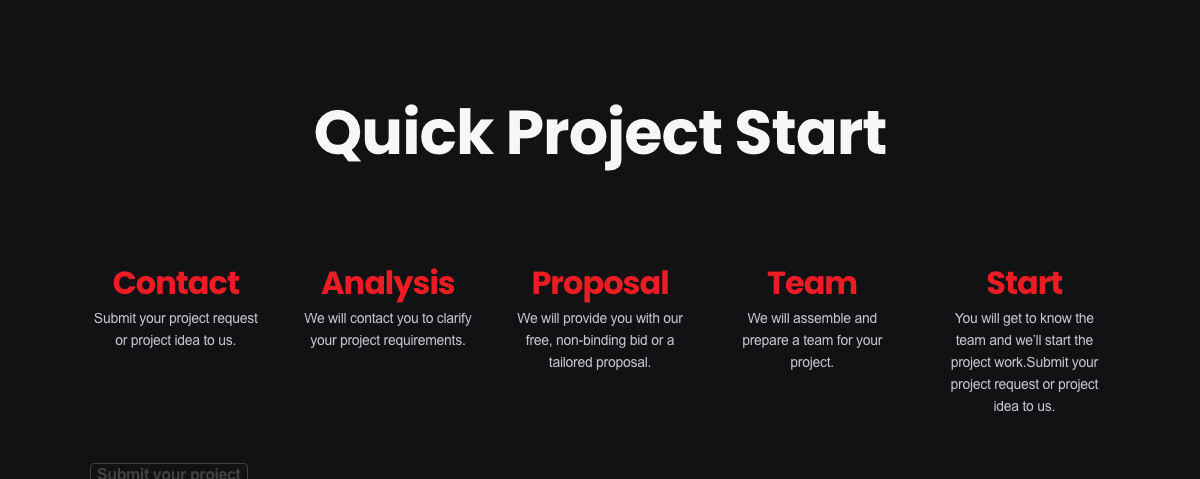 Quick Project Start
Contact
Submit your project request
or project idea to us.
Analysis
We will contact you to clarify
your project requirements.
Proposal
We will provide you with our
free, non-binding bid or a
tailored proposal.
Team
We will assemble and
prepare a team for your
project.
Start
You will get to know the
team and we’ll start the
project work.Submit your
project request or project
idea to us.
Submit your project